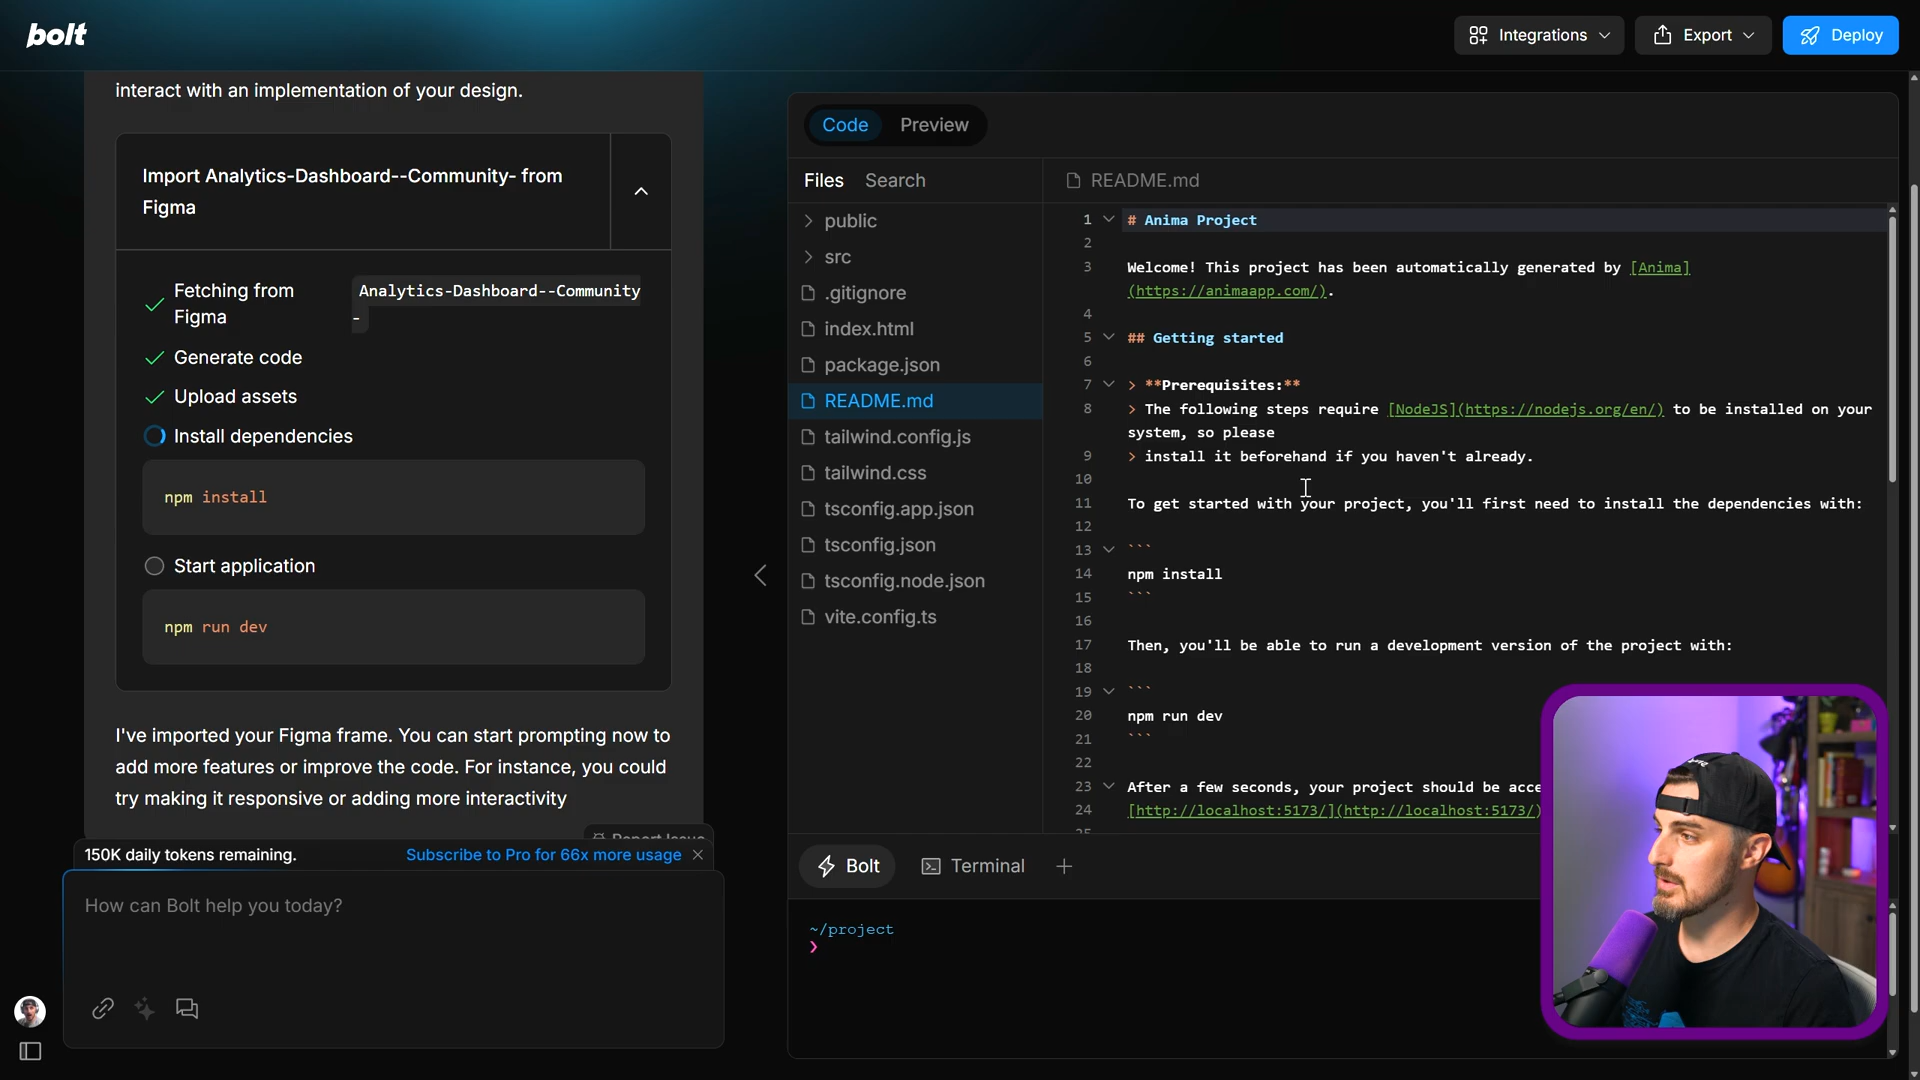 bolt
Integrations
Export
Deploy
interact with an implementation of your design.
Import Analytics-Dashboard--Community- from
Figma
Fetching from
Figma
Analytics-Dashboard--Community
-
Generate code
Upload assets
Install dependencies
npm install
Start application
npm run dev
I've imported your Figma frame. You can start prompting now to
add more features or improve the code. For instance, you could
try making it responsive or adding more interactivity
Report Issue
150K daily tokens remaining.
Subscribe to Pro for 66x more usage
How can Bolt help you today?
Code
Preview
Files
Search
public
src
.gitignore
index.html
package.json
README.md
tailwind.config.js
tailwind.css
tsconfig.app.json
tsconfig.json
tsconfig.node.json
vite.config.ts
README.md
1 # Anima Project
2
3 Welcome! This project has been automatically generated by [Anima]
(https://animaapp.com/).
4
5 ## Getting started
6
7 > **Prerequisites:**
8 > The following steps require [NodeJS](https://nodejs.org/en/) to be installed on your
system, so please
9 > install it beforehand if you haven't already.
10
11 To get started with your project, you'll first need to install the dependencies with:
12
13 ```
14 npm install
15 ```
16
17 Then, you'll be able to run a development version of the project with:
18
19 ```
20 npm run dev
21 ```
22
23 After a few seconds, your project should be acce
24 [http://localhost:5173/](http://localhost:5173/)
25
Bolt
Terminal
~/project
❯